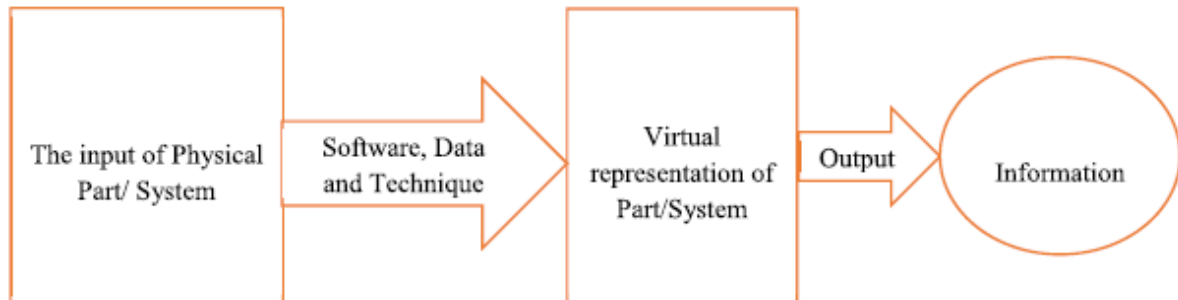 The input of Physical
Part/ System
Software, Data
and Technique
Virtual
representation of
Part/System
Output
Information